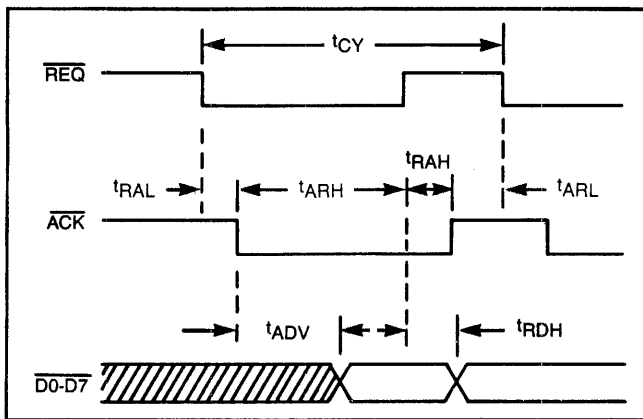 tCY
REQ
tRAH
tRAL tARH tARL
ACK
tADV tRDH
D0-D7